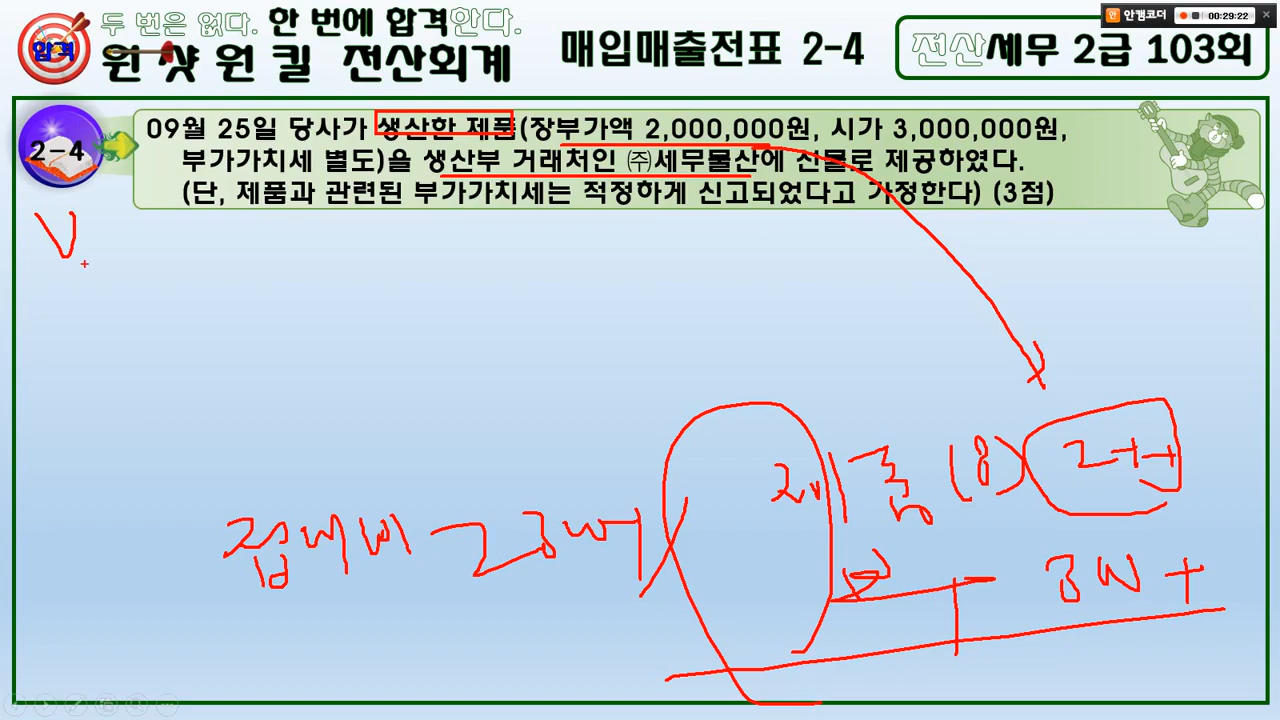 두 번은 없다. 한 번에 합격한다.
합격
원 샷 원 킬 전산회계
매입매출전표 2-4
안캠코더
00:29:22
전산세무 2급 103회
2-4
09월 25일 당사가 생산한 제품(장부가액 2,000,000원, 시가 3,000,000원,
부가가치세 별도)을 생산부 거래처인 ㈜세무물산에 선물로 제공하였다.
(단, 제품과 관련된 부가가치세는 적정하게 신고되었다고 가정한다) (3점)
V
제품 (8)
접대비